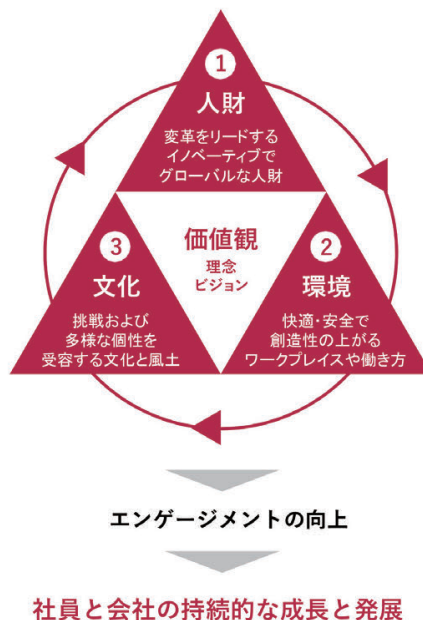 1
人財
変革をリードする
イノベーティブで
グローバルな人財
価値観
理念
ビジョン
2
環境
快適・安全で
創造性の上がる
ワークプレイスや働き方
3
文化
挑戦および
多様な個性を
受容する文化と風土
エンゲージメントの向上
社員と会社の持続的な成長と発展